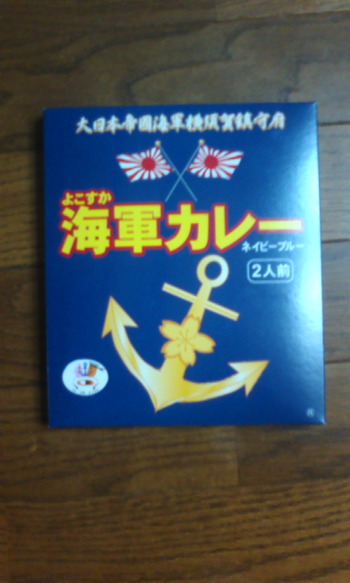 大日本帝國海軍横須賀鎮守府
よこすか
海軍カレー
ネイビーブルー
2人前